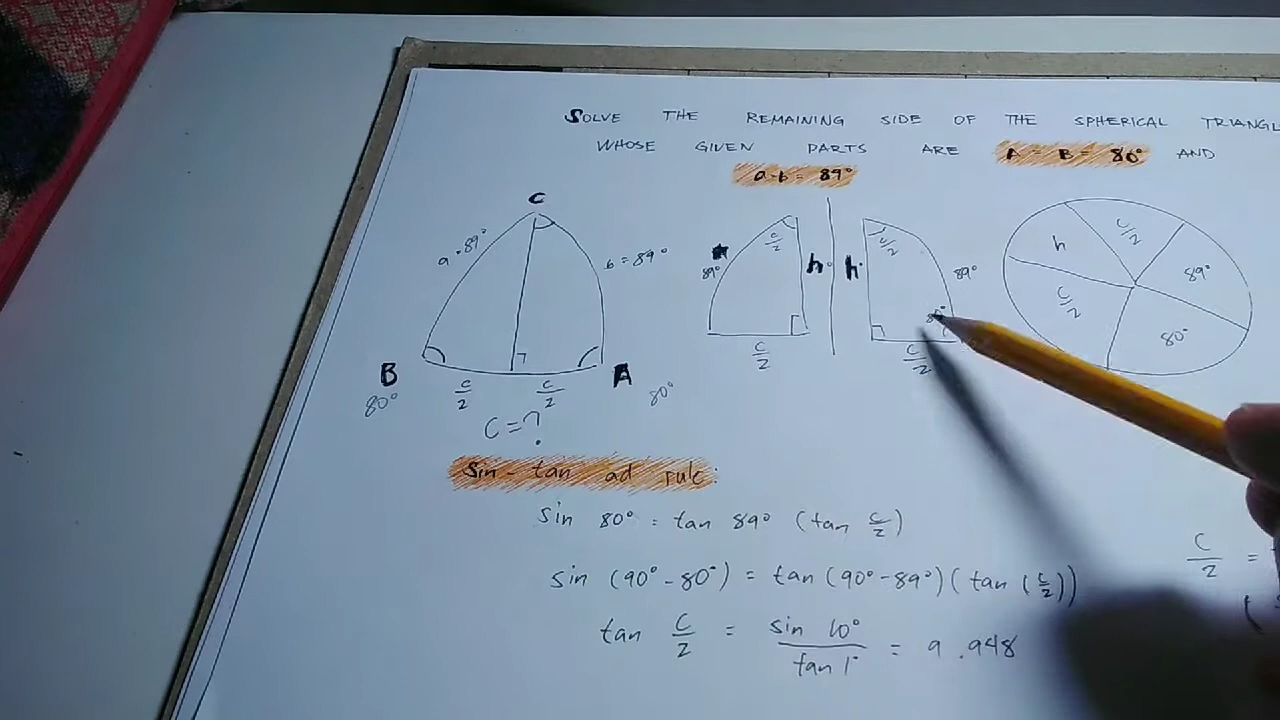 SOLVE THE REMAINING SIDE OF THE SPHERICAL TRIANGL
WHOSE GIVEN PARTS ARE A = B = 80° AND
a=b = 89°
C
a=89°
b = 89°
B
80°
A
80°
c/2
c/2
C = ?
89°
c/2
h
c/2
h
c/2
89°
80°
c/2
h
c/2
89°
c/2
80°
Sin - tan ad rule:
sin 80° = tan 89° (tan c/2)
sin (90° - 80°) = tan (90° - 89°) (tan (c/2))
tan c/2 = sin 10° / tan 1° = 9.948
c/2 =